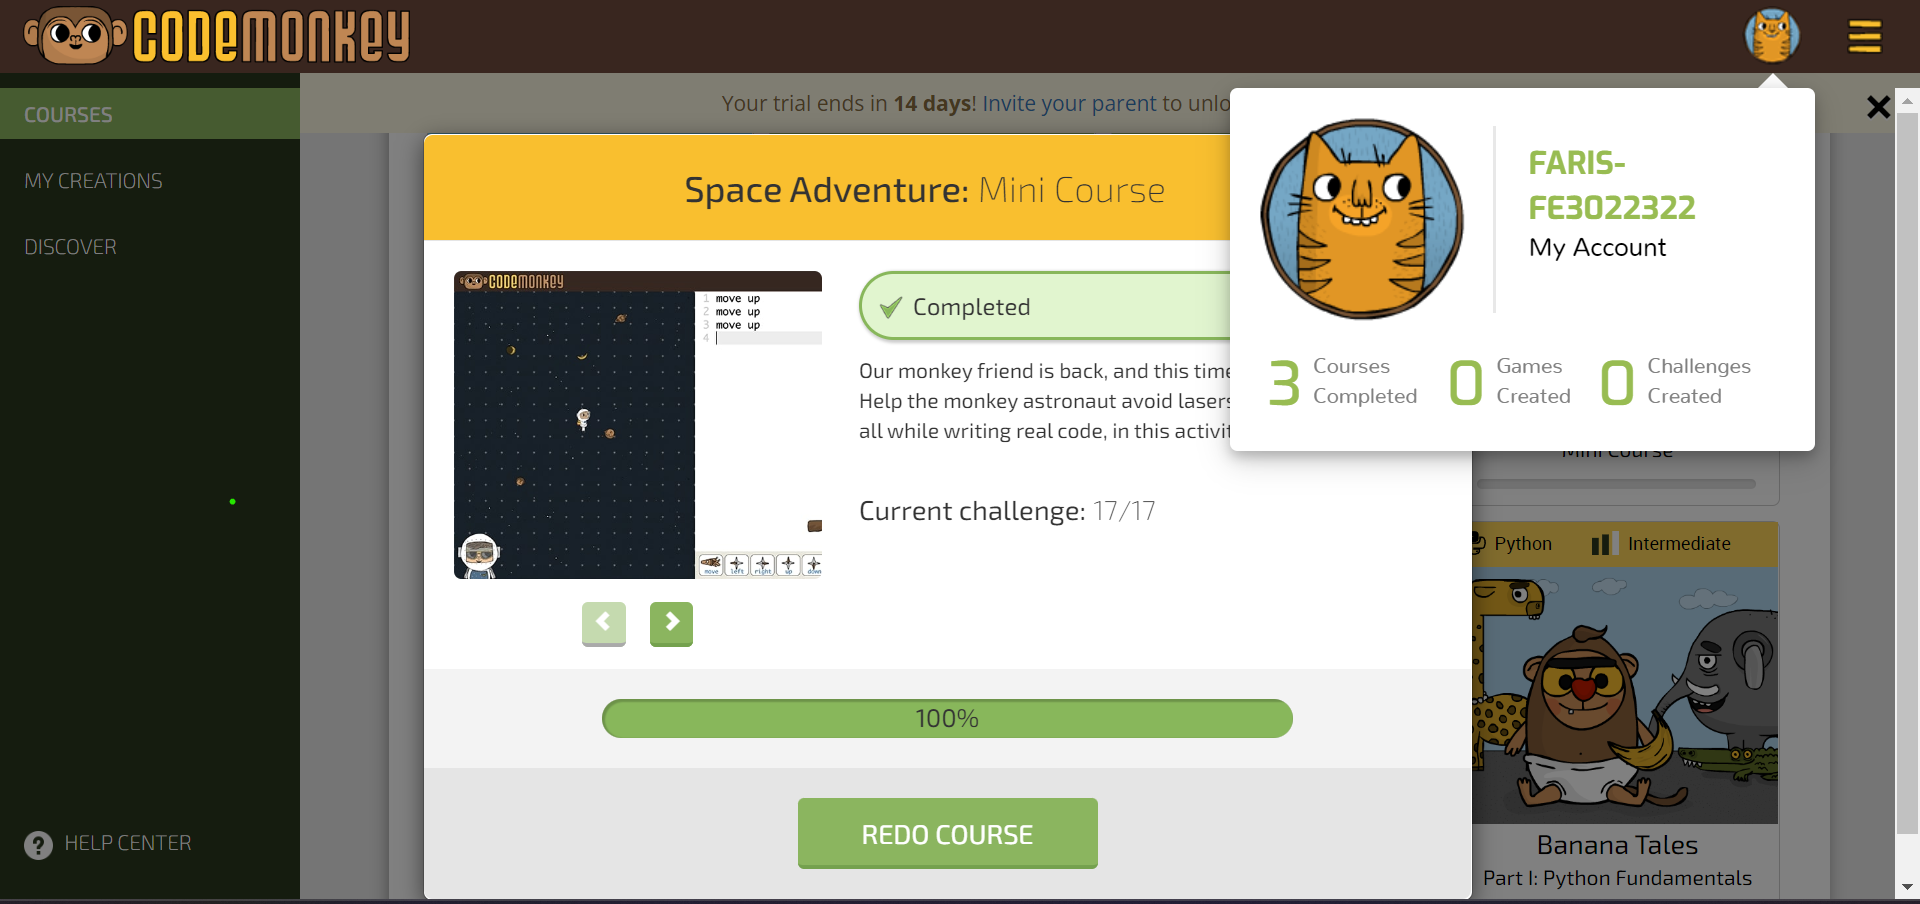 CODEMONKEY
COURSES
MY CREATIONS
DISCOVER
? HELP CENTER
Your trial ends in 14 days! Invite your parent to unlo
Space Adventure: Mini Course
CODEMONKEY
1 move up
2 move up
3 move up
4
move left right up down
Completed
Our monkey friend is back, and this time
Help the monkey astronaut avoid lasers
all while writing real code, in this activit
Current challenge: 17/17
100%
REDO COURSE
FARIS-
FE3022322
My Account
3 Courses Completed
0 Games Created
0 Challenges Created
Mini Course
Python
Intermediate
Banana Tales
Part I: Python Fundamentals